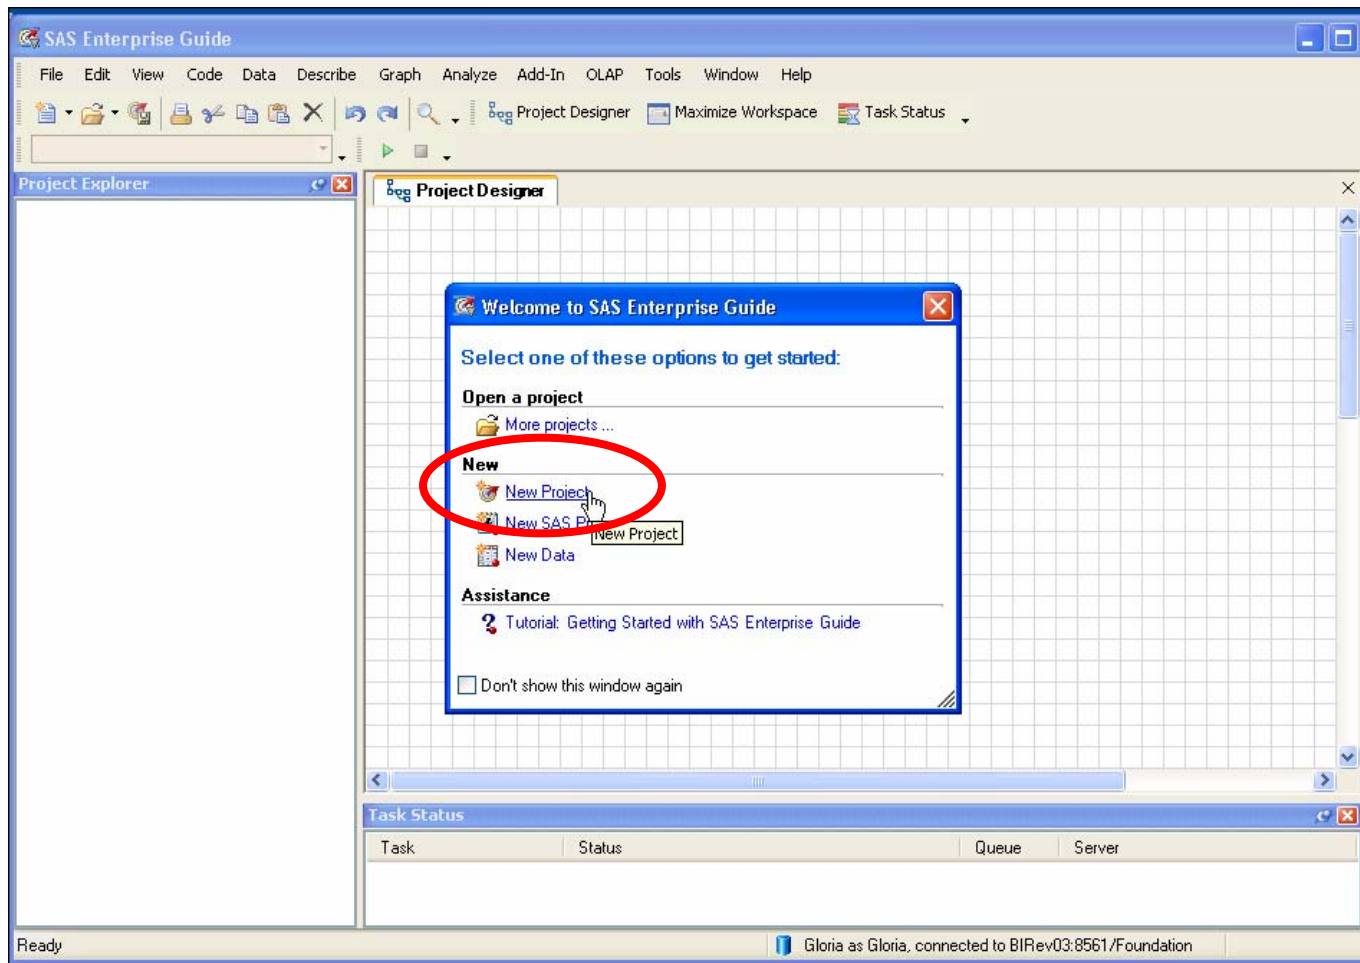 SAS Enterprise Guide
File Edit View Code Data Describe Graph Analyze Add-In OLAP Tools Window Help
Project Designer Maximize Workspace Task Status
Project Explorer
Project Designer
Welcome to SAS Enterprise Guide
Select one of these options to get started:
Open a project
More projects ...
New
New Project
New SAS P
New Project
New Data
Assistance
Tutorial: Getting Started with SAS Enterprise Guide
Don't show this window again
Task Status
Task Status Queue Server
Ready Gloria as Gloria, connected to BIRev03:8561/Foundation